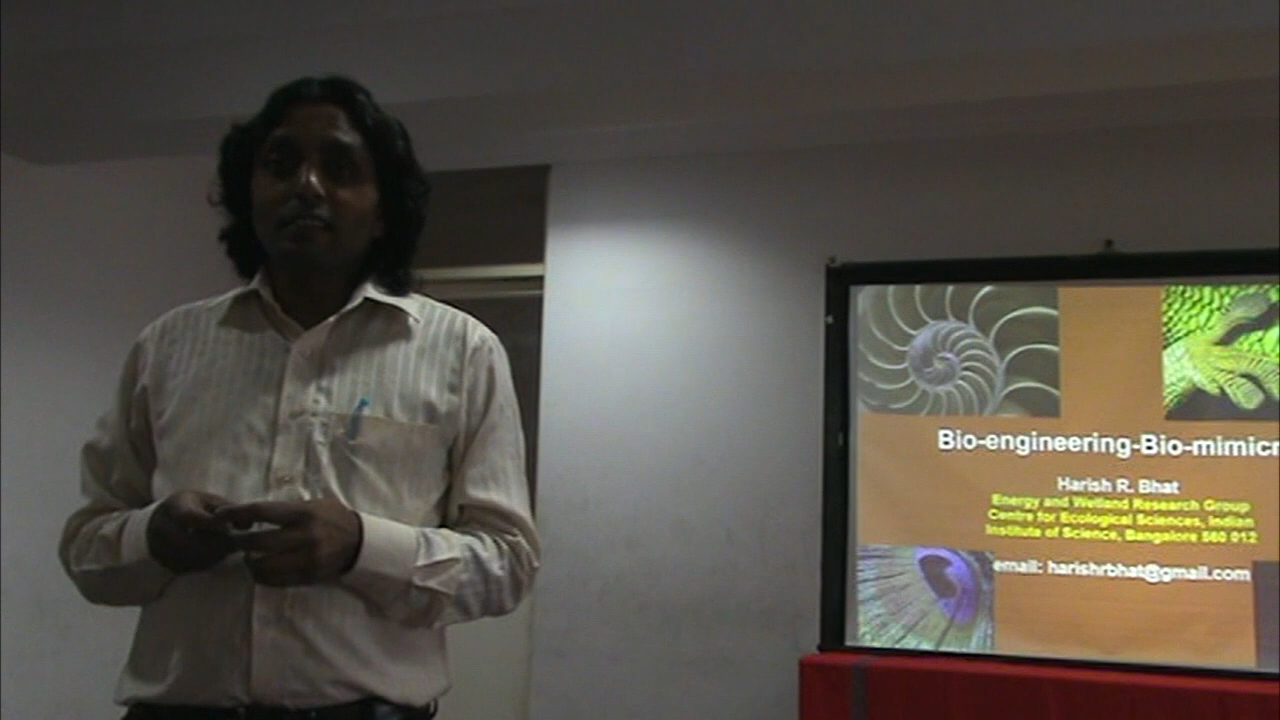 Bio-engineering-Bio-mimicr
Harish R. Bhat
Energy and Wetland Research Group
Centre for Ecological Sciences, Indian
Institute of Science, Bangalore 560 012
email: harishrbhat@gmail.com